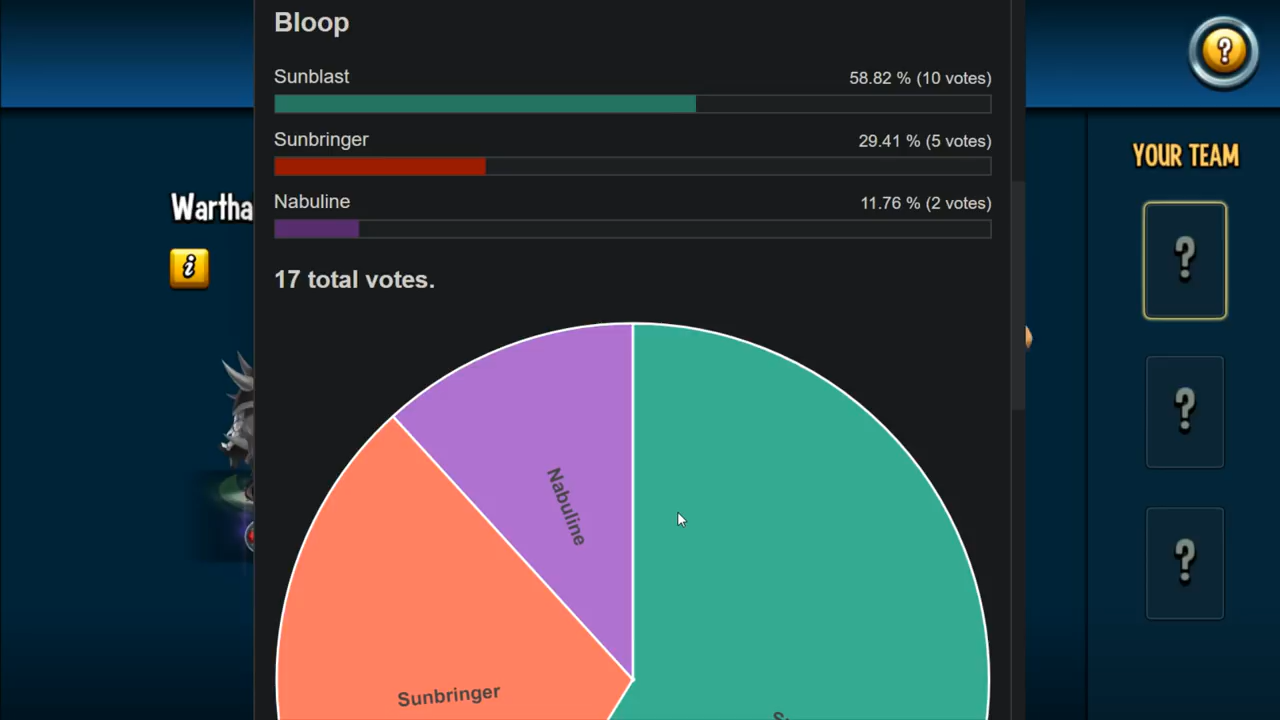 Bloop
Sunblast
58.82 % (10 votes)
Sunbringer
29.41 % (5 votes)
Nabuline
11.76 % (2 votes)
17 total votes.
Nabuline
Sunbringer
i
?
YOUR TEAM
?
?
?